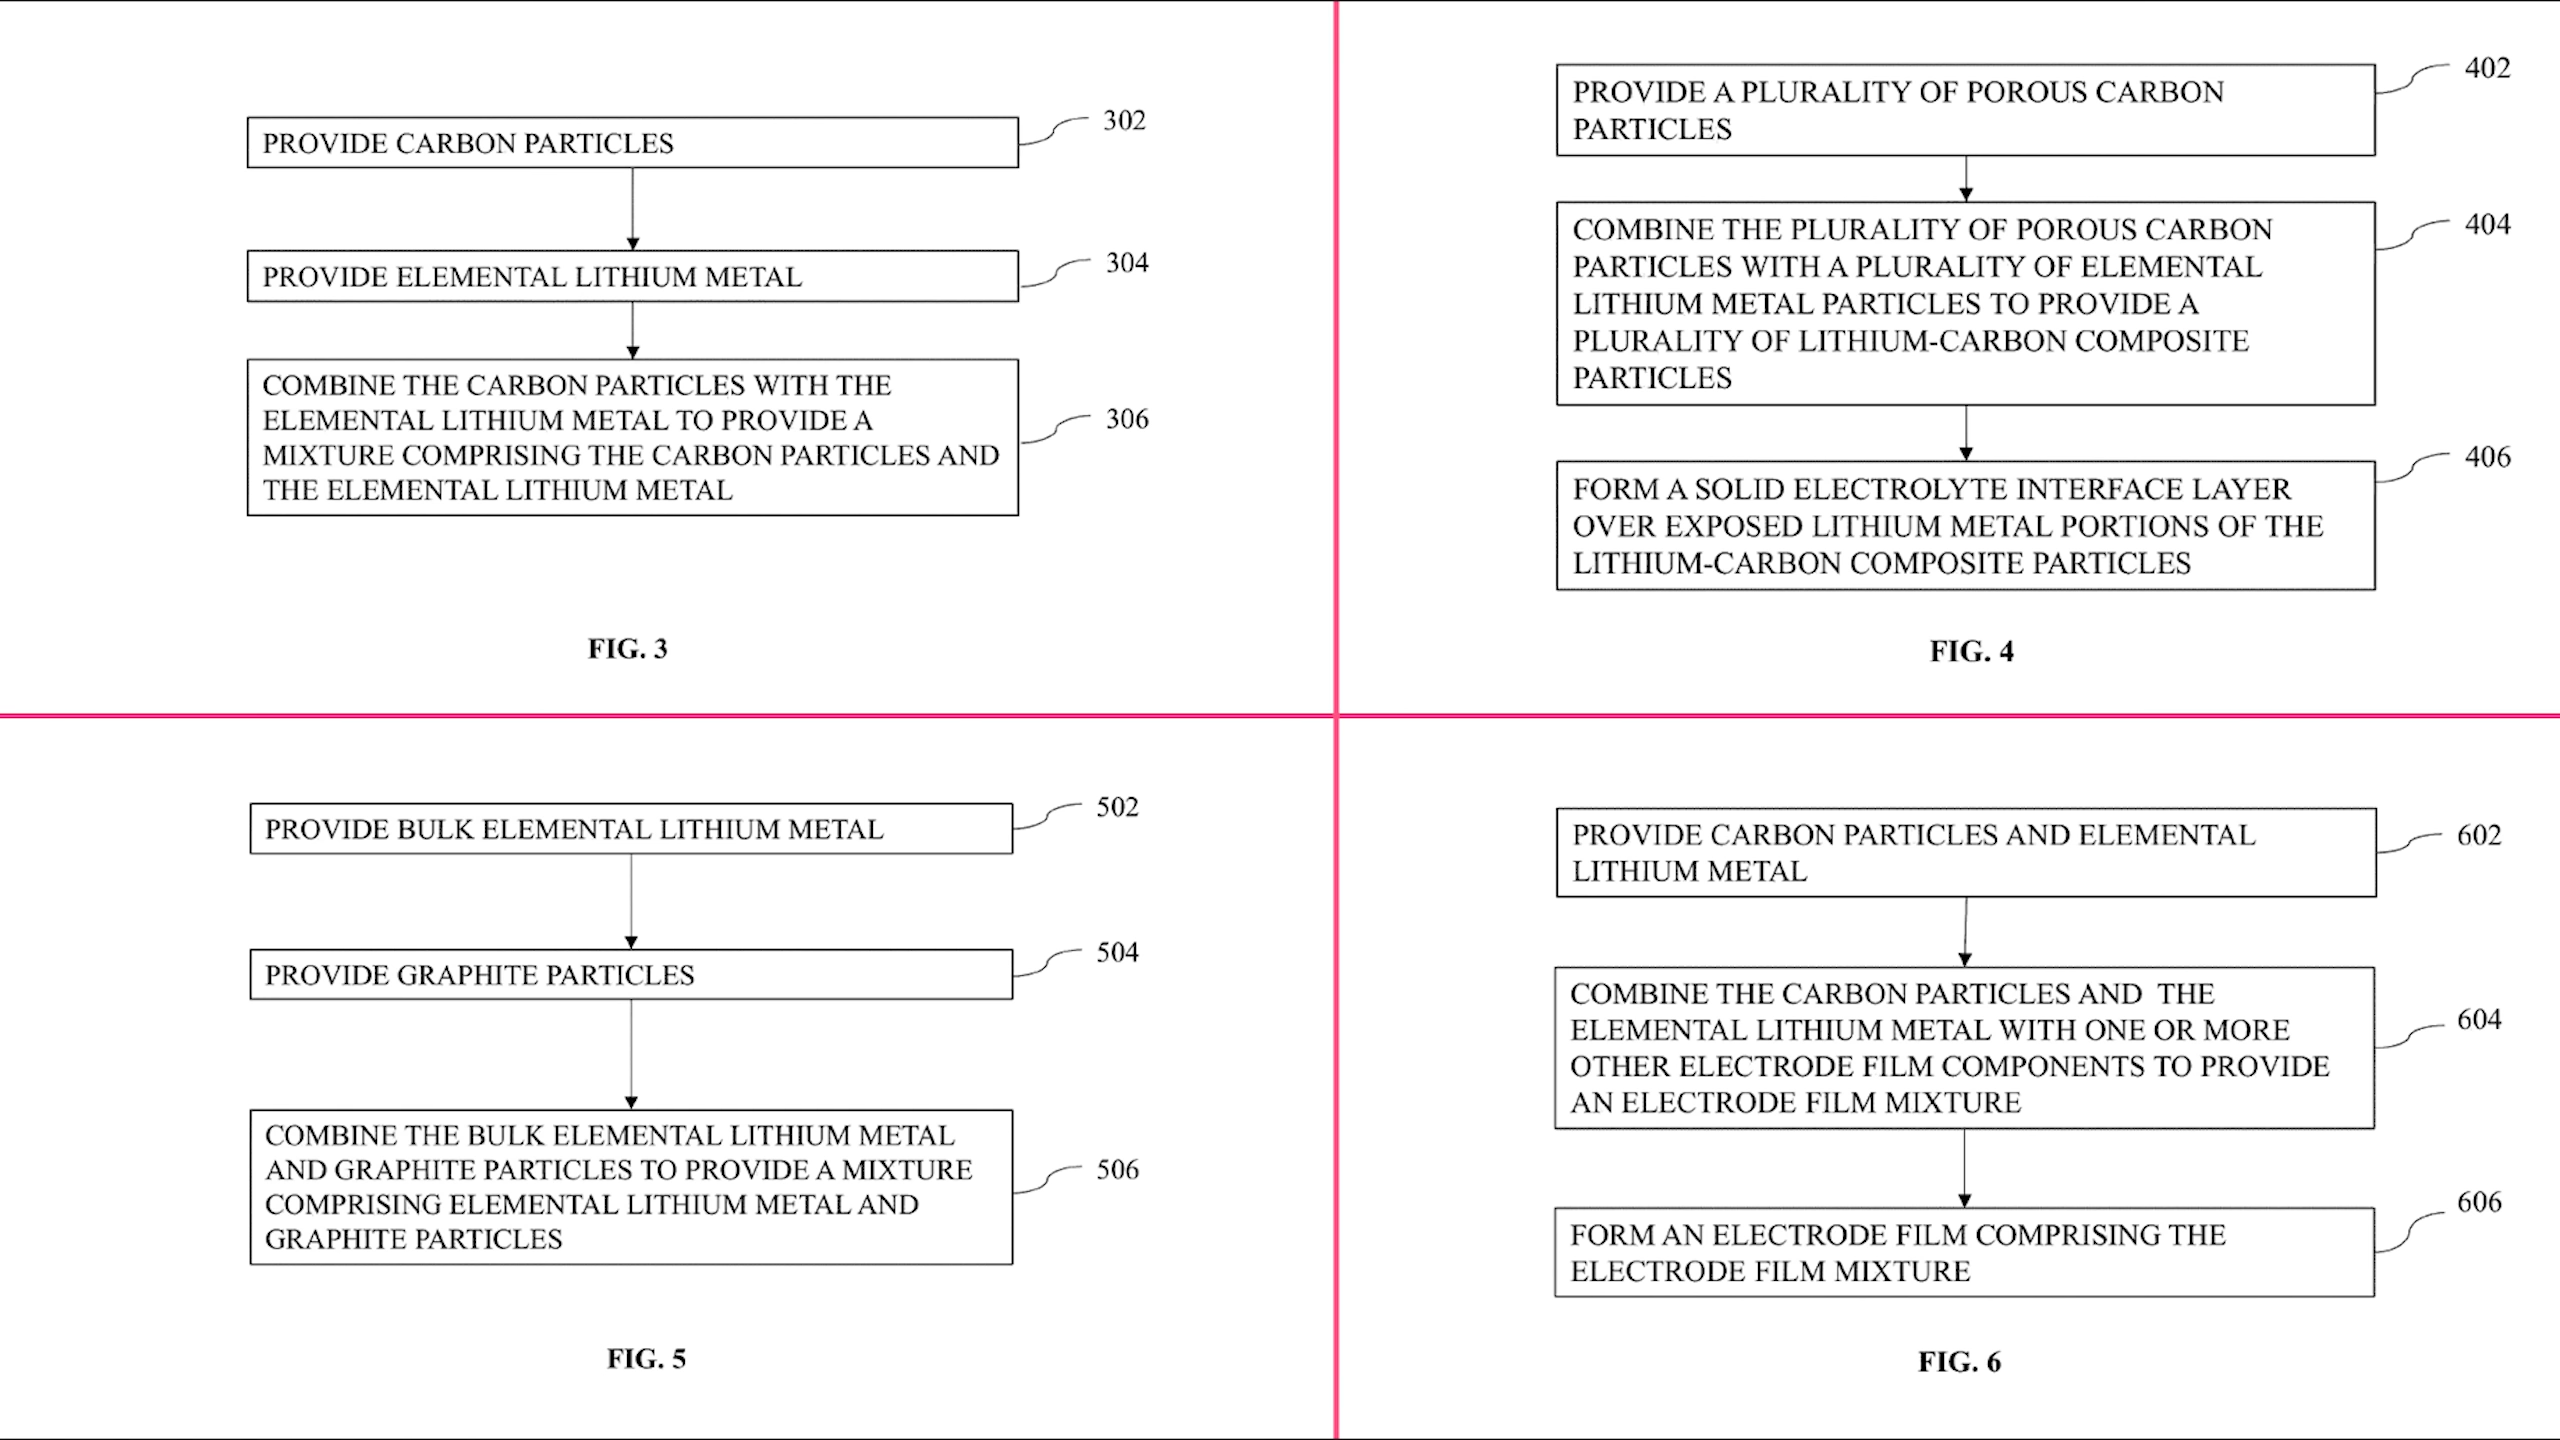 PROVIDE CARBON PARTICLES
302
PROVIDE ELEMENTAL LITHIUM METAL
304
COMBINE THE CARBON PARTICLES WITH THE
ELEMENTAL LITHIUM METAL TO PROVIDE A
MIXTURE COMPRISING THE CARBON PARTICLES AND
THE ELEMENTAL LITHIUM METAL
306
FIG. 3
PROVIDE A PLURALITY OF POROUS CARBON
PARTICLES
402
COMBINE THE PLURALITY OF POROUS CARBON
PARTICLES WITH A PLURALITY OF ELEMENTAL
LITHIUM METAL PARTICLES TO PROVIDE A
PLURALITY OF LITHIUM-CARBON COMPOSITE
PARTICLES
404
FORM A SOLID ELECTROLYTE INTERFACE LAYER
OVER EXPOSED LITHIUM METAL PORTIONS OF THE
LITHIUM-CARBON COMPOSITE PARTICLES
406
FIG. 4
PROVIDE BULK ELEMENTAL LITHIUM METAL
502
PROVIDE GRAPHITE PARTICLES
504
COMBINE THE BULK ELEMENTAL LITHIUM METAL
AND GRAPHITE PARTICLES TO PROVIDE A MIXTURE
COMPRISING ELEMENTAL LITHIUM METAL AND
GRAPHITE PARTICLES
506
FIG. 5
PROVIDE CARBON PARTICLES AND ELEMENTAL
LITHIUM METAL
602
COMBINE THE CARBON PARTICLES AND THE
ELEMENTAL LITHIUM METAL WITH ONE OR MORE
OTHER ELECTRODE FILM COMPONENTS TO PROVIDE
AN ELECTRODE FILM MIXTURE
604
FORM AN ELECTRODE FILM COMPRISING THE
ELECTRODE FILM MIXTURE
606
FIG. 6